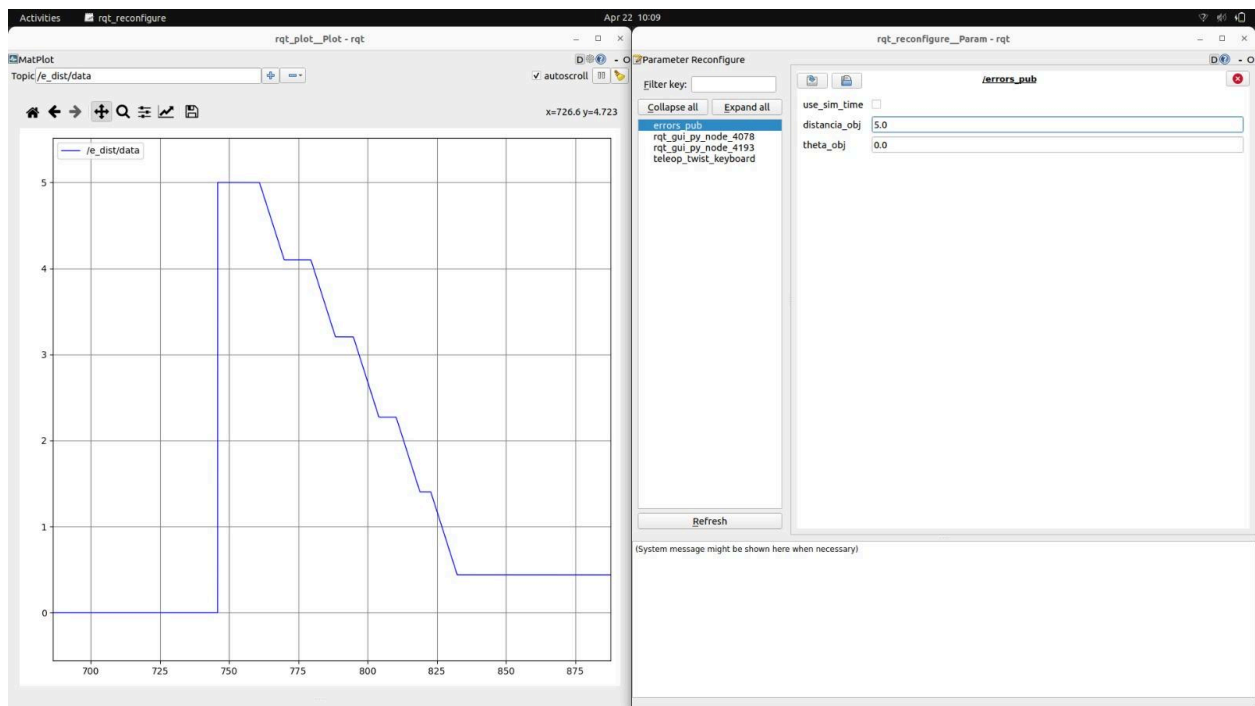 Activities rqt_reconfigure Apr 22 10:09
rqt_plot__Plot - rqt
MatPlot
Topic /e_dist/data autoscroll
x=726.6 y=4.723
/e_dist/data
5
4
3
2
1
0
700 725 750 775 800 825 850 875
rqt_reconfigure__Param - rqt
Parameter Reconfigure
Filter key:
Collapse all Expand all
errors_pub
rqt_gui_py_node_4078
rqt_gui_py_node_4193
teleop_twist_keyboard
Refresh
/errors_pub
use_sim_time
distancia_obj 5.0
theta_obj 0.0
(System message might be shown here when necessary)